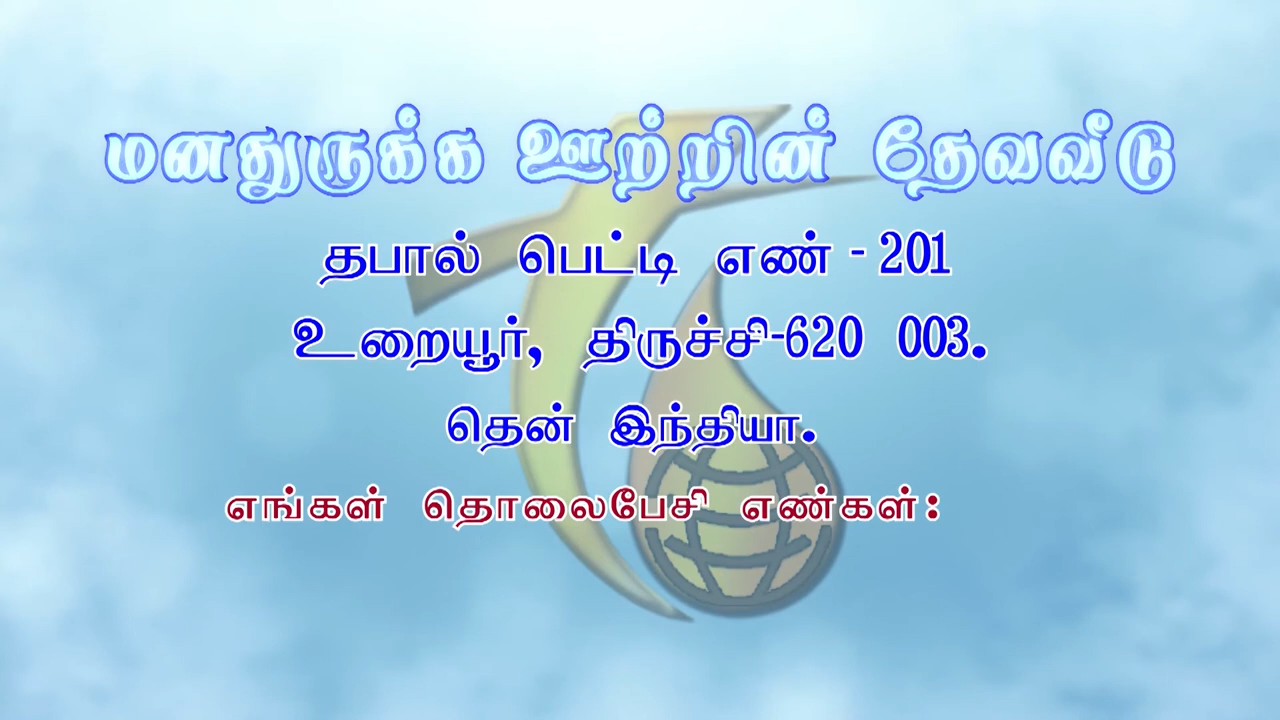 மனதுருக்க ஊற்றின் தேவவீடு
தபால் பெட்டி எண் - 201
உறையூர், திருச்சி-620 003.
தென் இந்தியா.
எங்கள் தொலைபேசி எண்கள்: